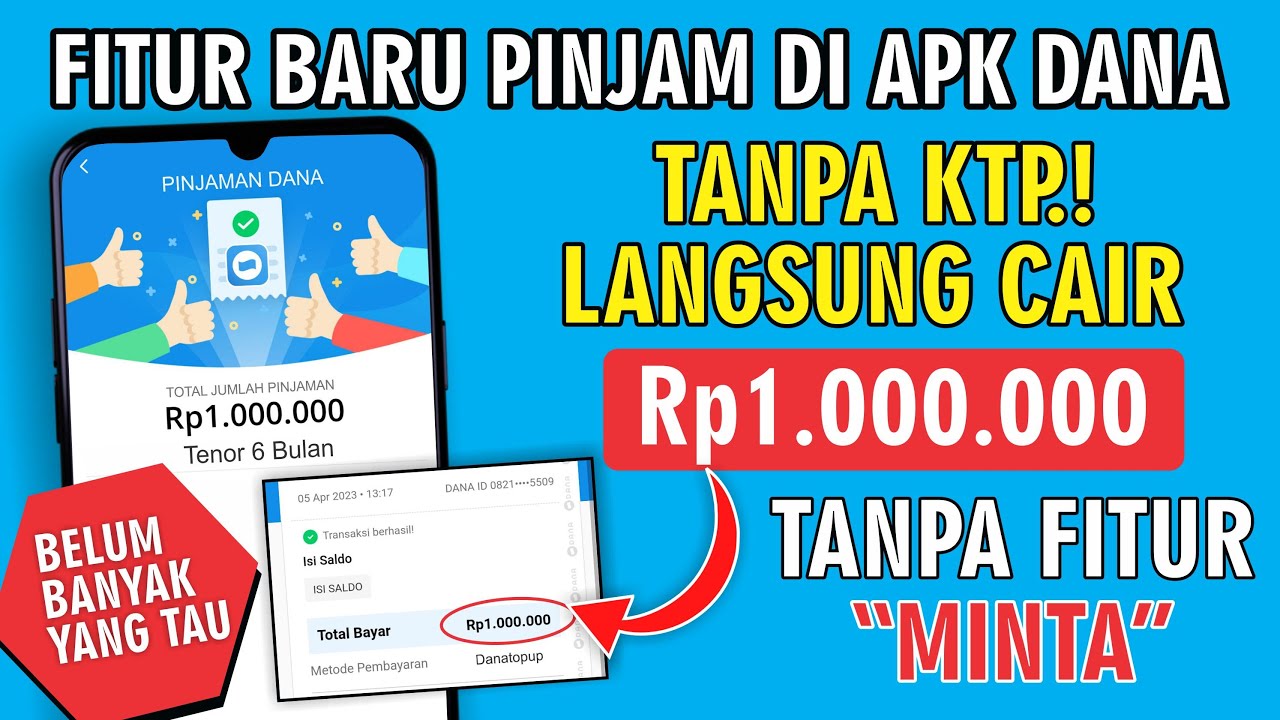 FITUR BARU PINJAM DI APK DANA
TANPA KTP.!
LANGSUNG CAIR
Rp1.000.000
TANPA FITUR
“MINTA”
PINJAMAN DANA
TOTAL JUMLAH PINJAMAN
Rp1.000.000
Tenor 6 Bulan
BELUM
BANYAK
YANG TAU
05 Apr 2023 • 13:17
DANA ID 0821••••5509
Transaksi berhasil!
Isi Saldo
ISI SALDO
Total Bayar
Rp1.000.000
Metode Pembayaran
Danatopup
DANA
DANA